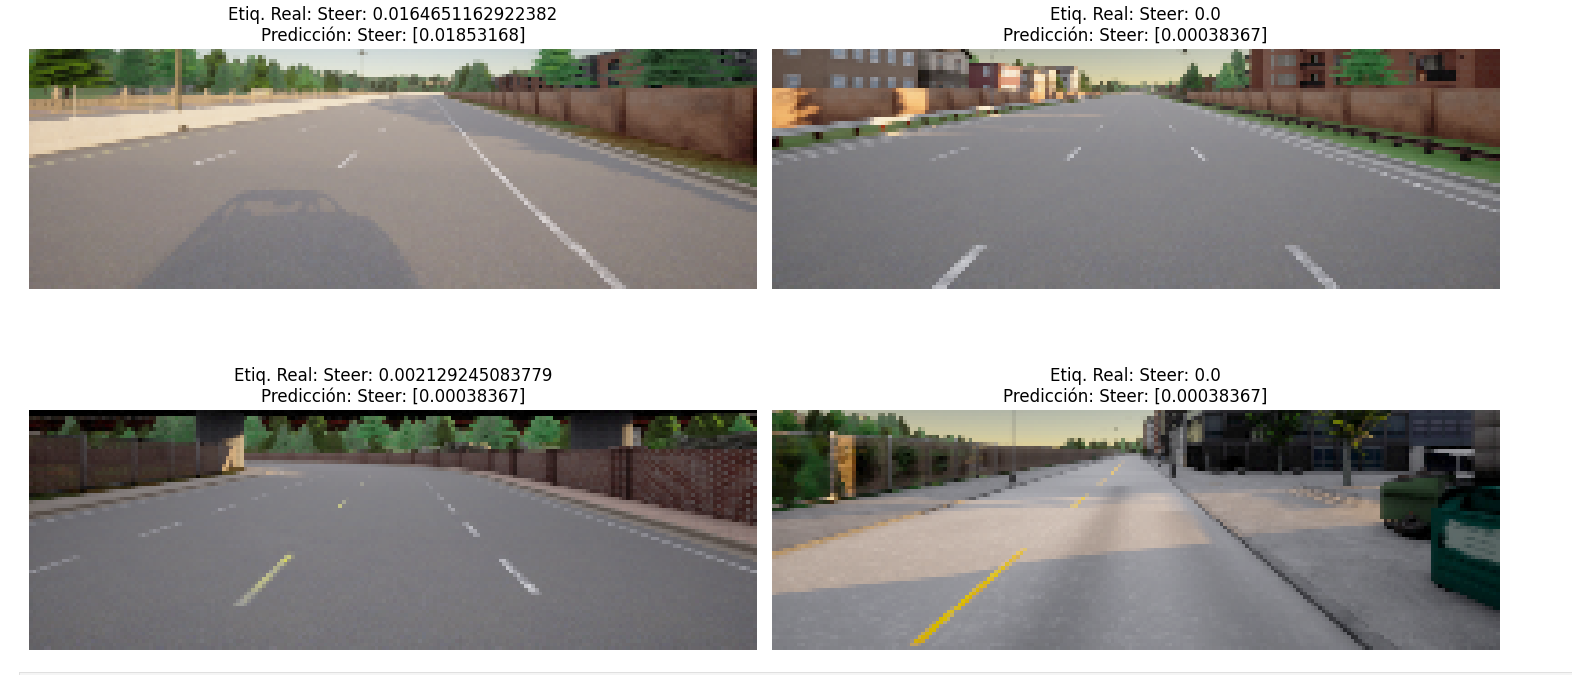 Etiq. Real: Steer: 0.0164651162922382
Predicción: Steer: [0.01853168]
Etiq. Real: Steer: 0.0
Predicción: Steer: [0.00038367]
Etiq. Real: Steer: 0.002129245083779
Predicción: Steer: [0.00038367]
Etiq. Real: Steer: 0.0
Predicción: Steer: [0.00038367]